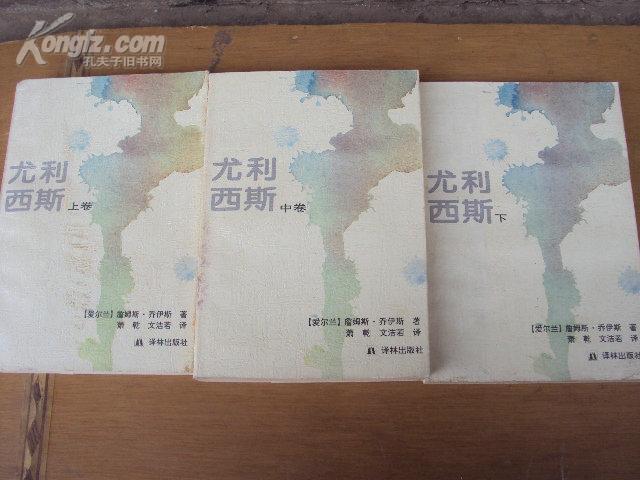 Kongfz.com
孔夫子旧书网
尤利
西斯 上卷
【爱尔兰】詹姆斯·乔伊斯 著
萧乾 文洁若 译
译林出版社
尤利
西斯 中卷
【爱尔兰】詹姆斯·乔伊斯 著
萧乾 文洁若 译
译林出版社
尤利
西斯 下
【爱尔兰】詹姆斯·乔伊斯 著
萧乾 文洁若 译
译林出版社